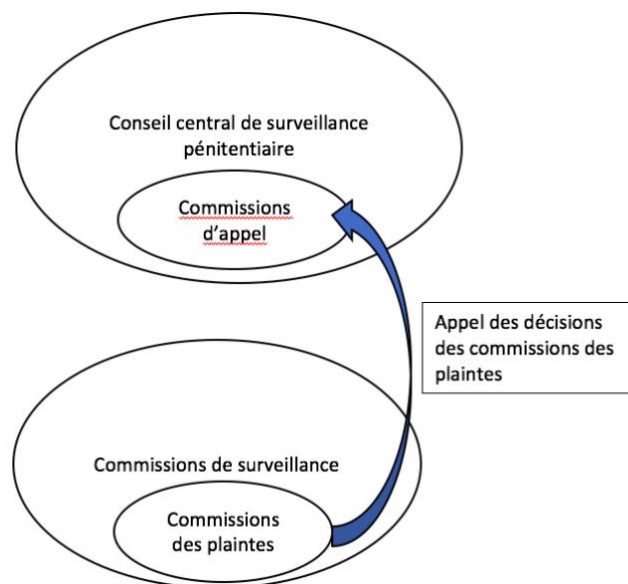 Conseil central de surveillance
pénitentiaire
Commissions
d'appel
Appel des décisions
des commissions des
plaintes
Commissions de surveillance
Commissions
des plaintes